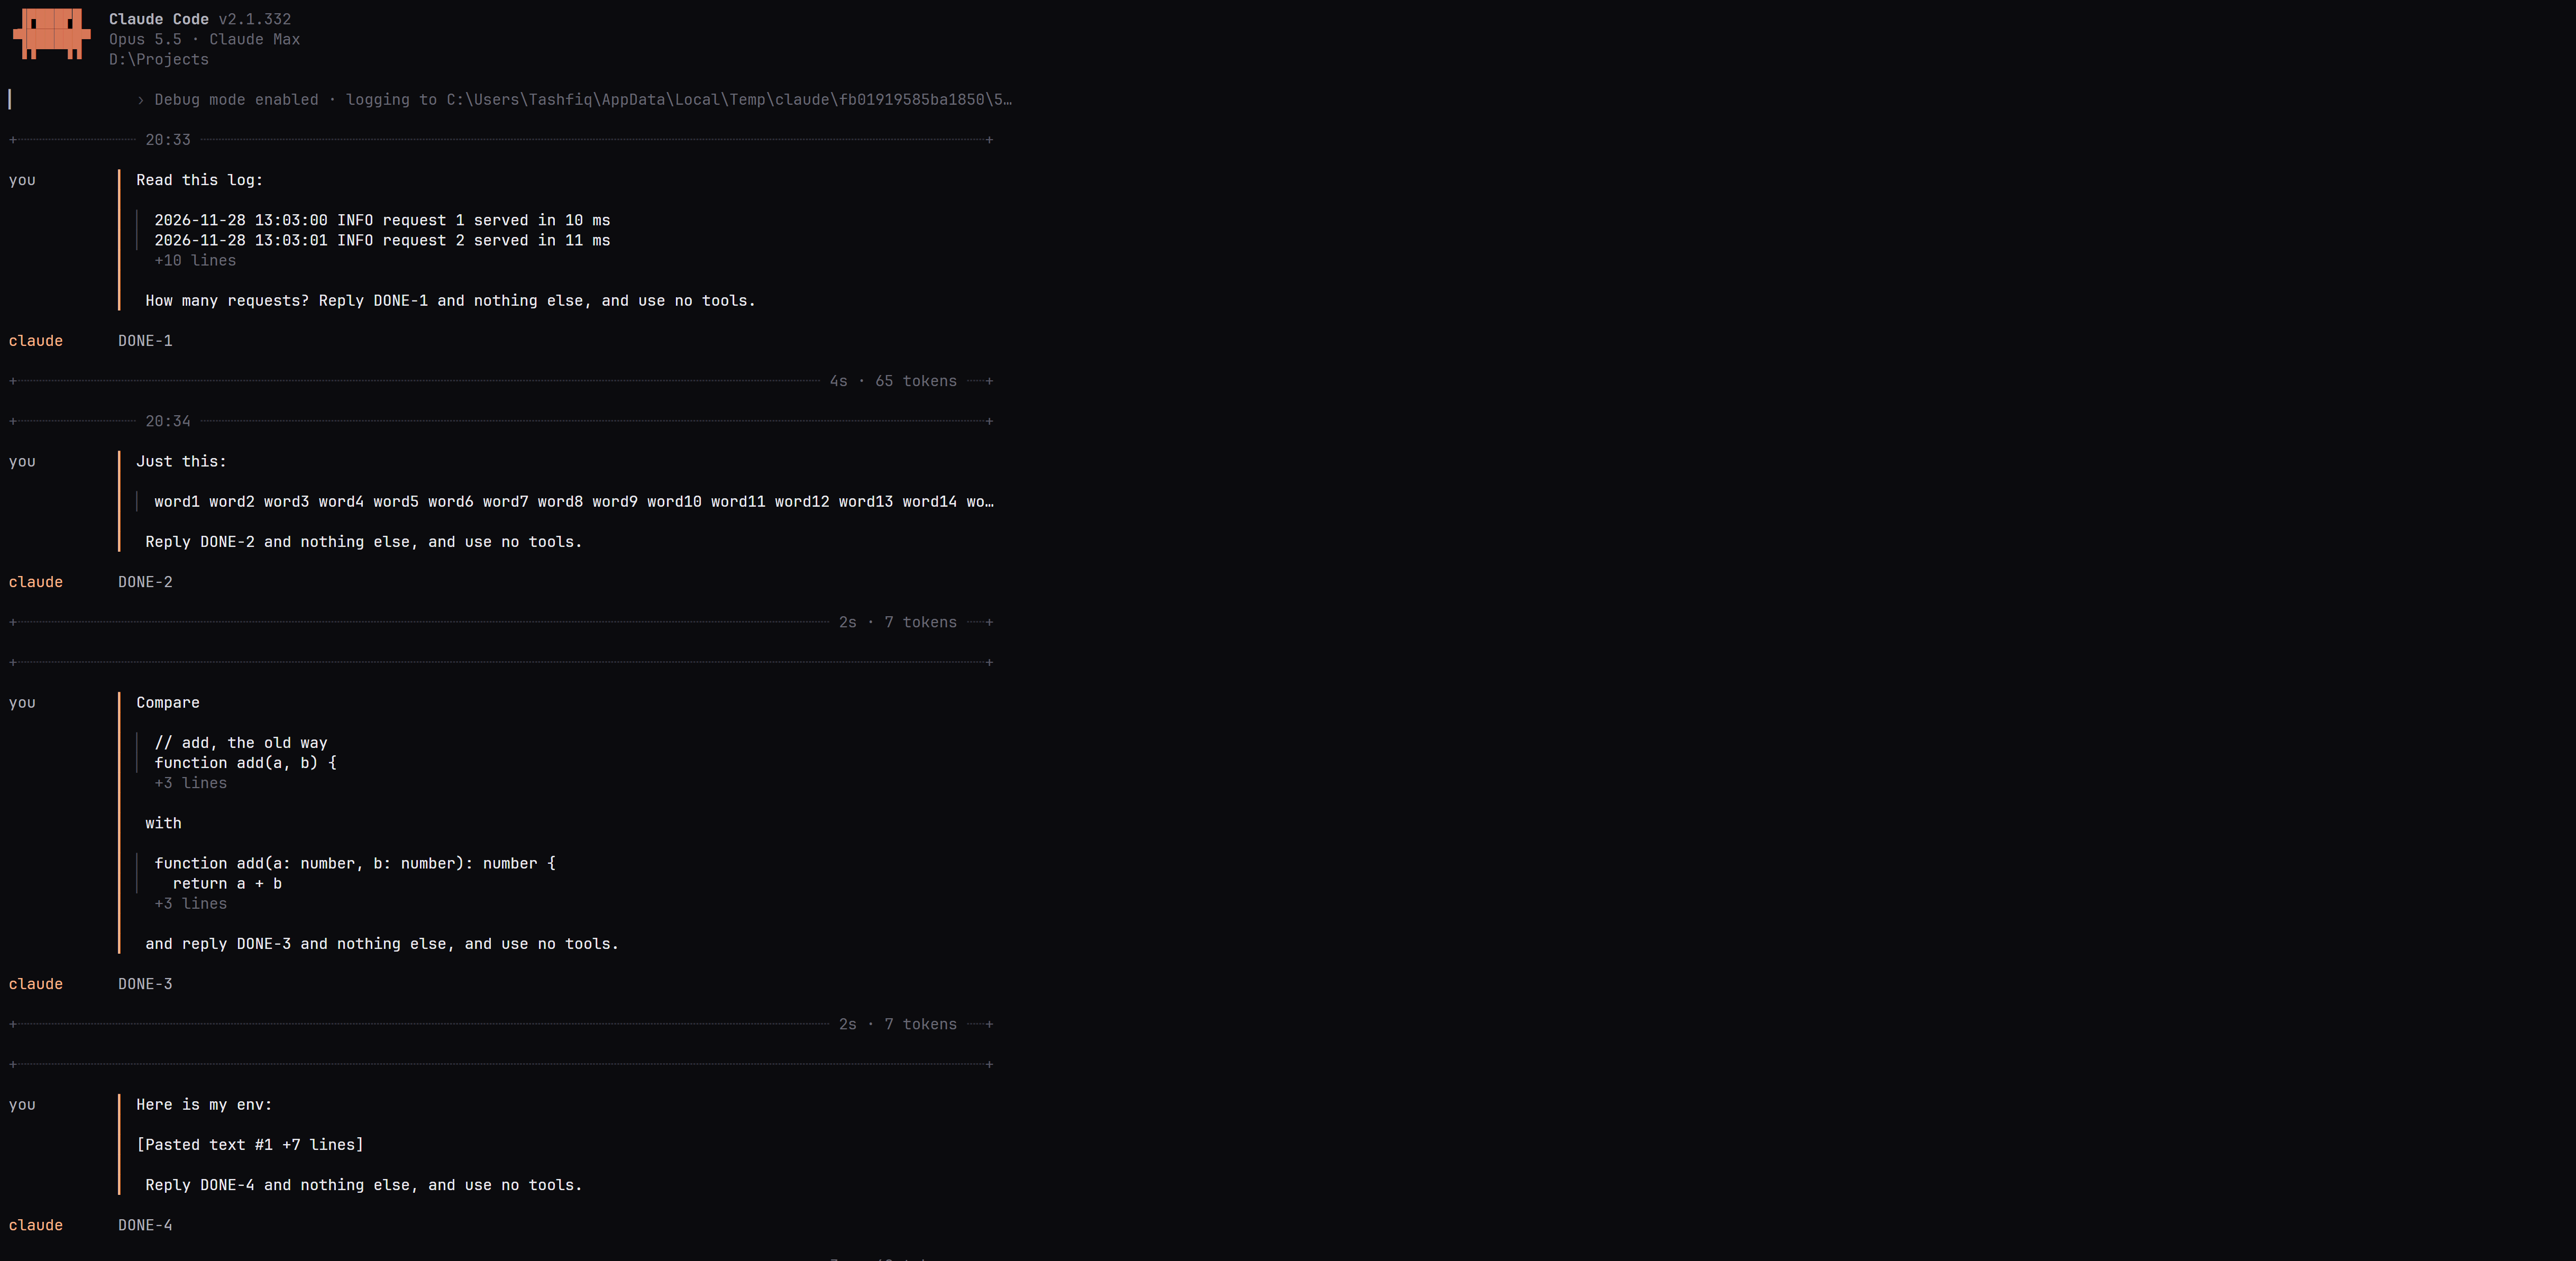 Claude Code v2.1.332
Opus 5.5 · Claude Max
D:\Projects
› Debug mode enabled · logging to C:\Users\Tashfiq\AppData\Local\Temp\claude\fb01919585ba1850\5…
20:33
you Read this log:
2026-11-28 13:03:00 INFO request 1 served in 10 ms
2026-11-28 13:03:01 INFO request 2 served in 11 ms
+10 lines
How many requests? Reply DONE-1 and nothing else, and use no tools.
claude DONE-1
4s · 65 tokens
20:34
you Just this:
word1 word2 word3 word4 word5 word6 word7 word8 word9 word10 word11 word12 word13 word14 wo…
Reply DONE-2 and nothing else, and use no tools.
claude DONE-2
2s · 7 tokens
you Compare
// add, the old way
function add(a, b) {
+3 lines
with
function add(a: number, b: number): number {
return a + b
+3 lines
and reply DONE-3 and nothing else, and use no tools.
claude DONE-3
2s · 7 tokens
you Here is my env:
[Pasted text #1 +7 lines]
Reply DONE-4 and nothing else, and use no tools.
claude DONE-4